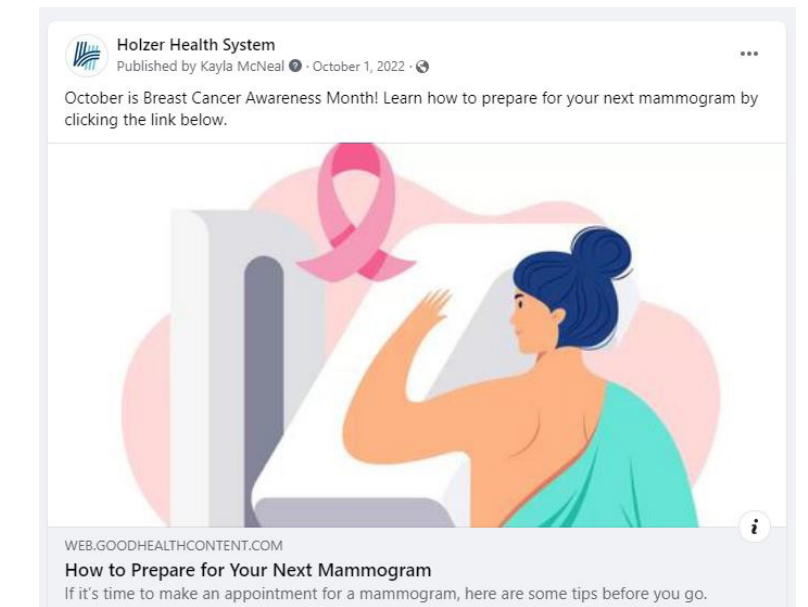 Holzer Health System
Published by Kayla McNeal · October 1, 2022 ·
October is Breast Cancer Awareness Month! Learn how to prepare for your next mammogram by
clicking the link below.
WEB.GOODHEALTHCONTENT.COM
How to Prepare for Your Next Mammogram
If it's time to make an appointment for a mammogram, here are some tips before you go.